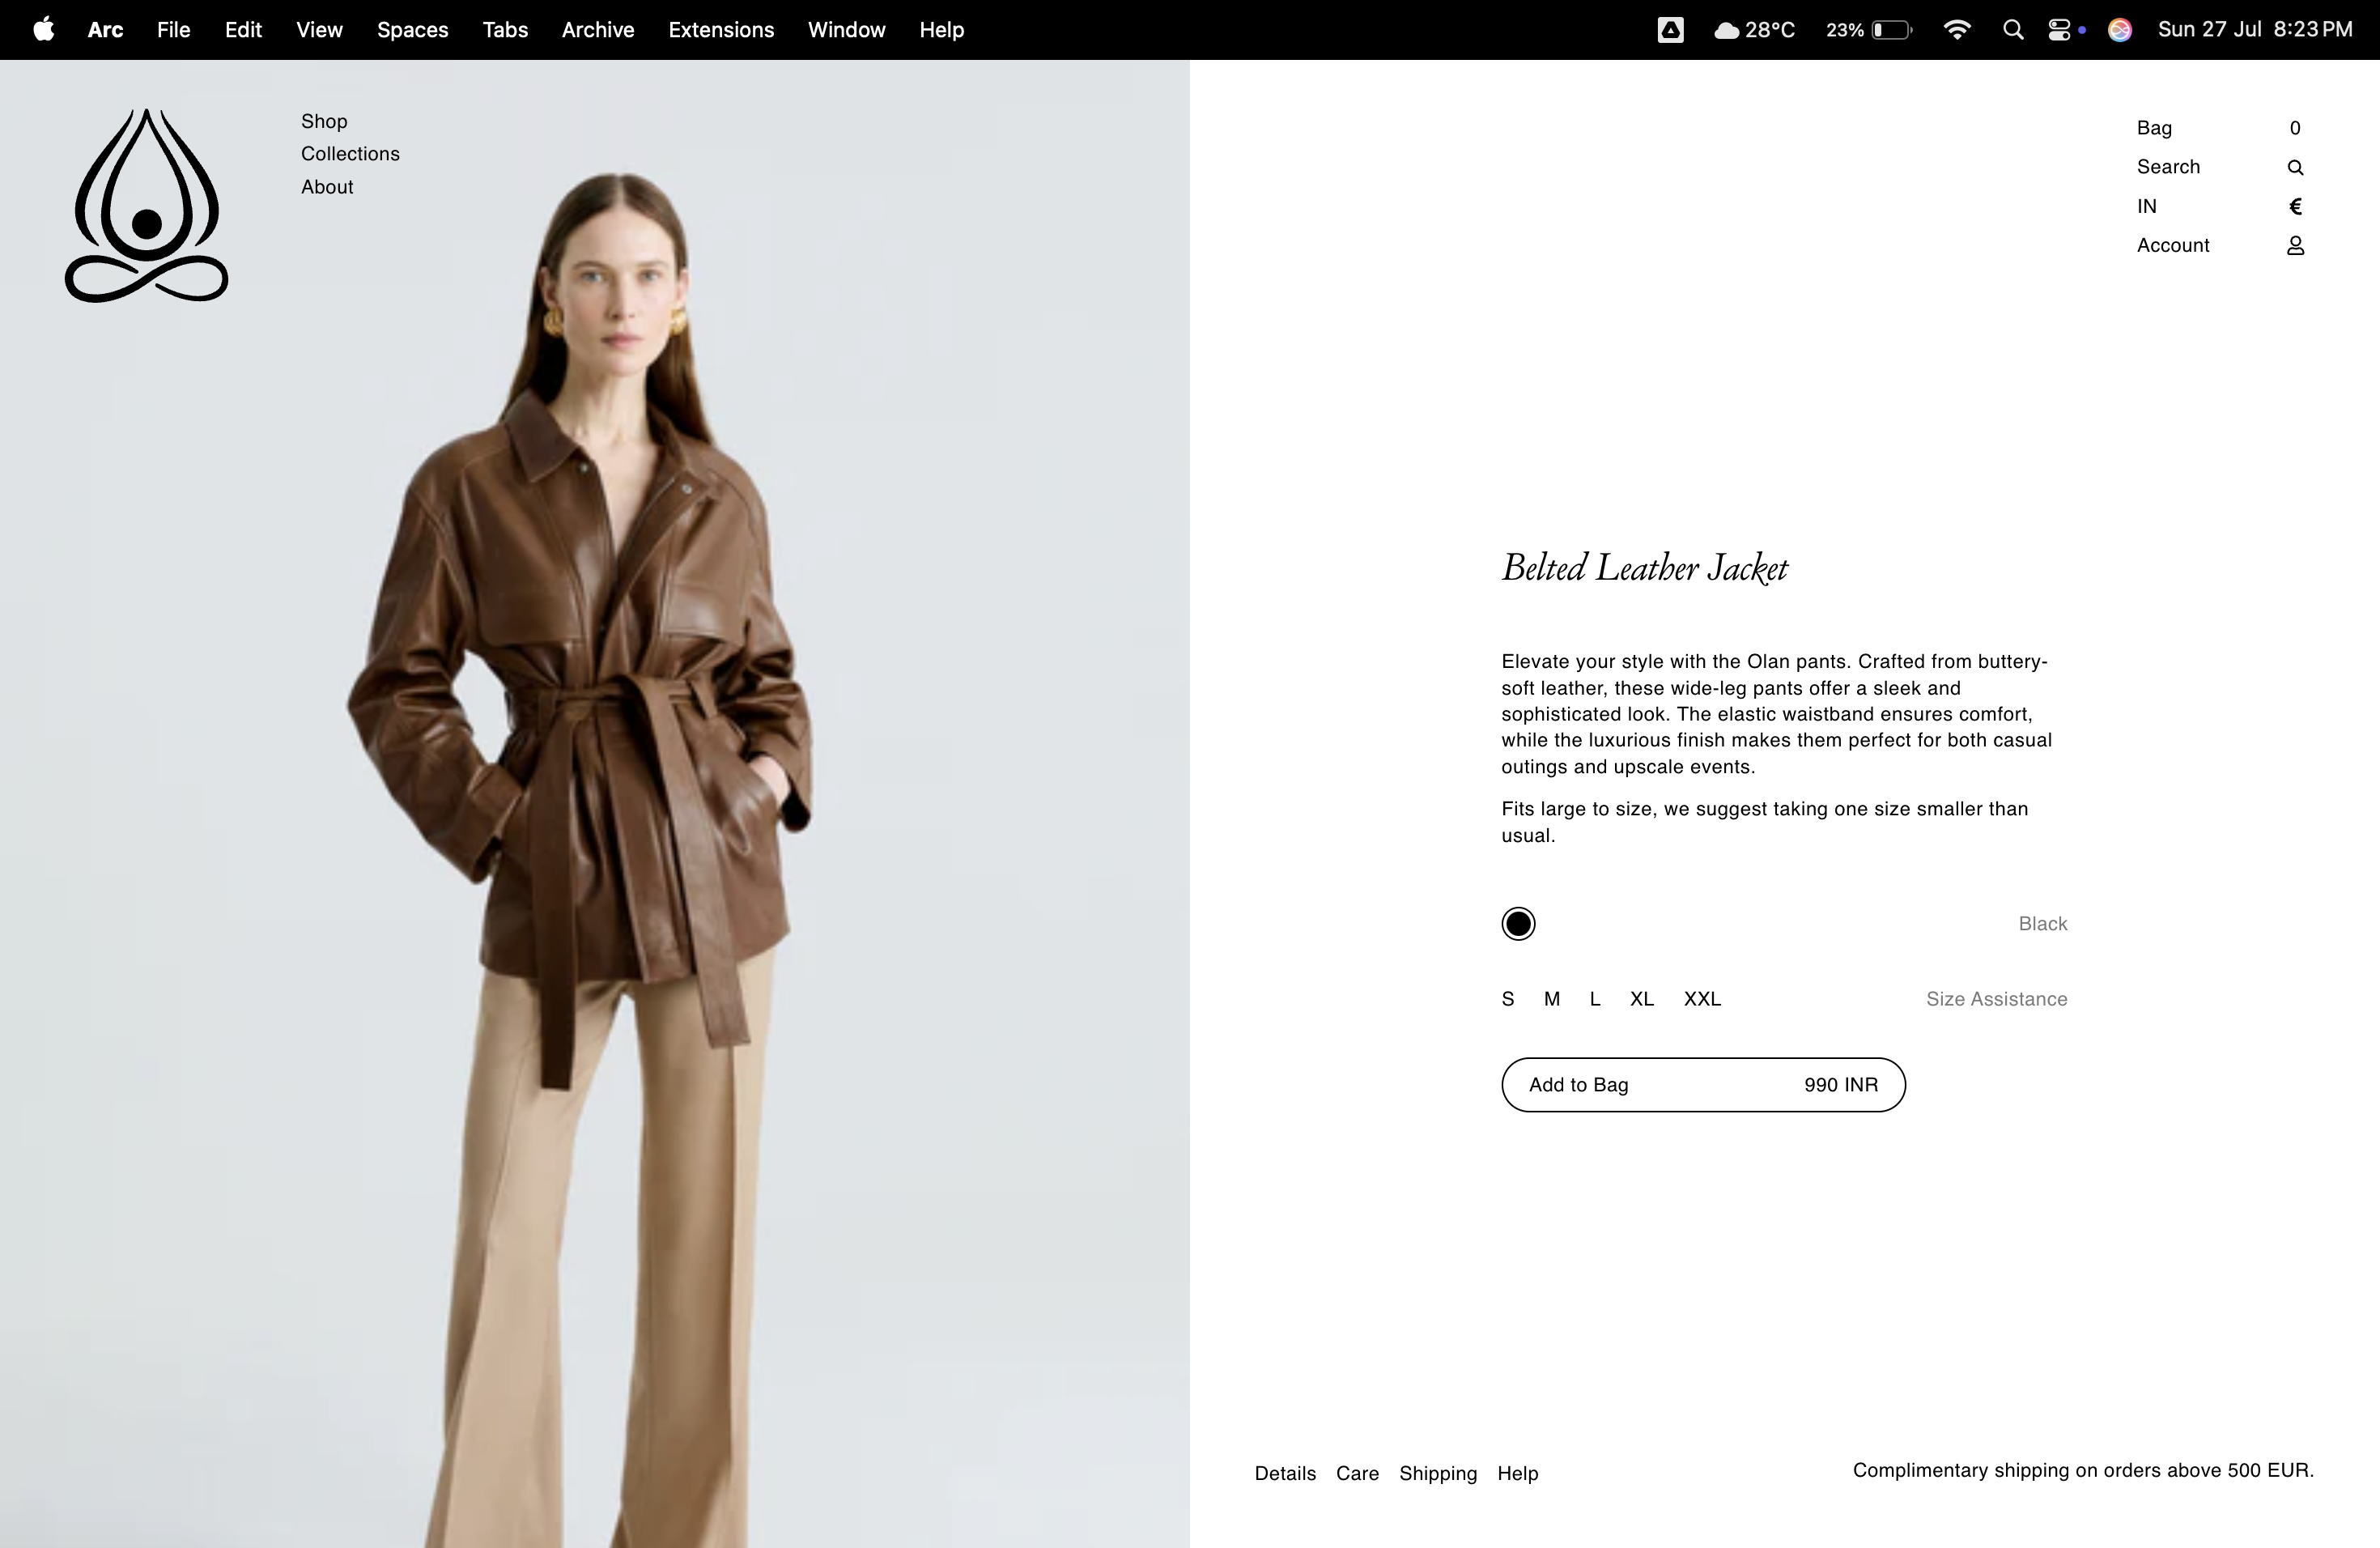 Arc File Edit View Spaces Tabs Archive Extensions Window Help 28°C 23% Sun 27 Jul 8:23 PM
Shop
Collections
About
Bag 0
Search
IN €
Account
Belted Leather Jacket
Elevate your style with the Olan pants. Crafted from buttery-
soft leather, these wide-leg pants offer a sleek and
sophisticated look. The elastic waistband ensures comfort,
while the luxurious finish makes them perfect for both casual
outings and upscale events.
Fits large to size, we suggest taking one size smaller than
usual.
Black
S M L XL XXL Size Assistance
Add to Bag 990 INR
Details Care Shipping Help Complimentary shipping on orders above 500 EUR.